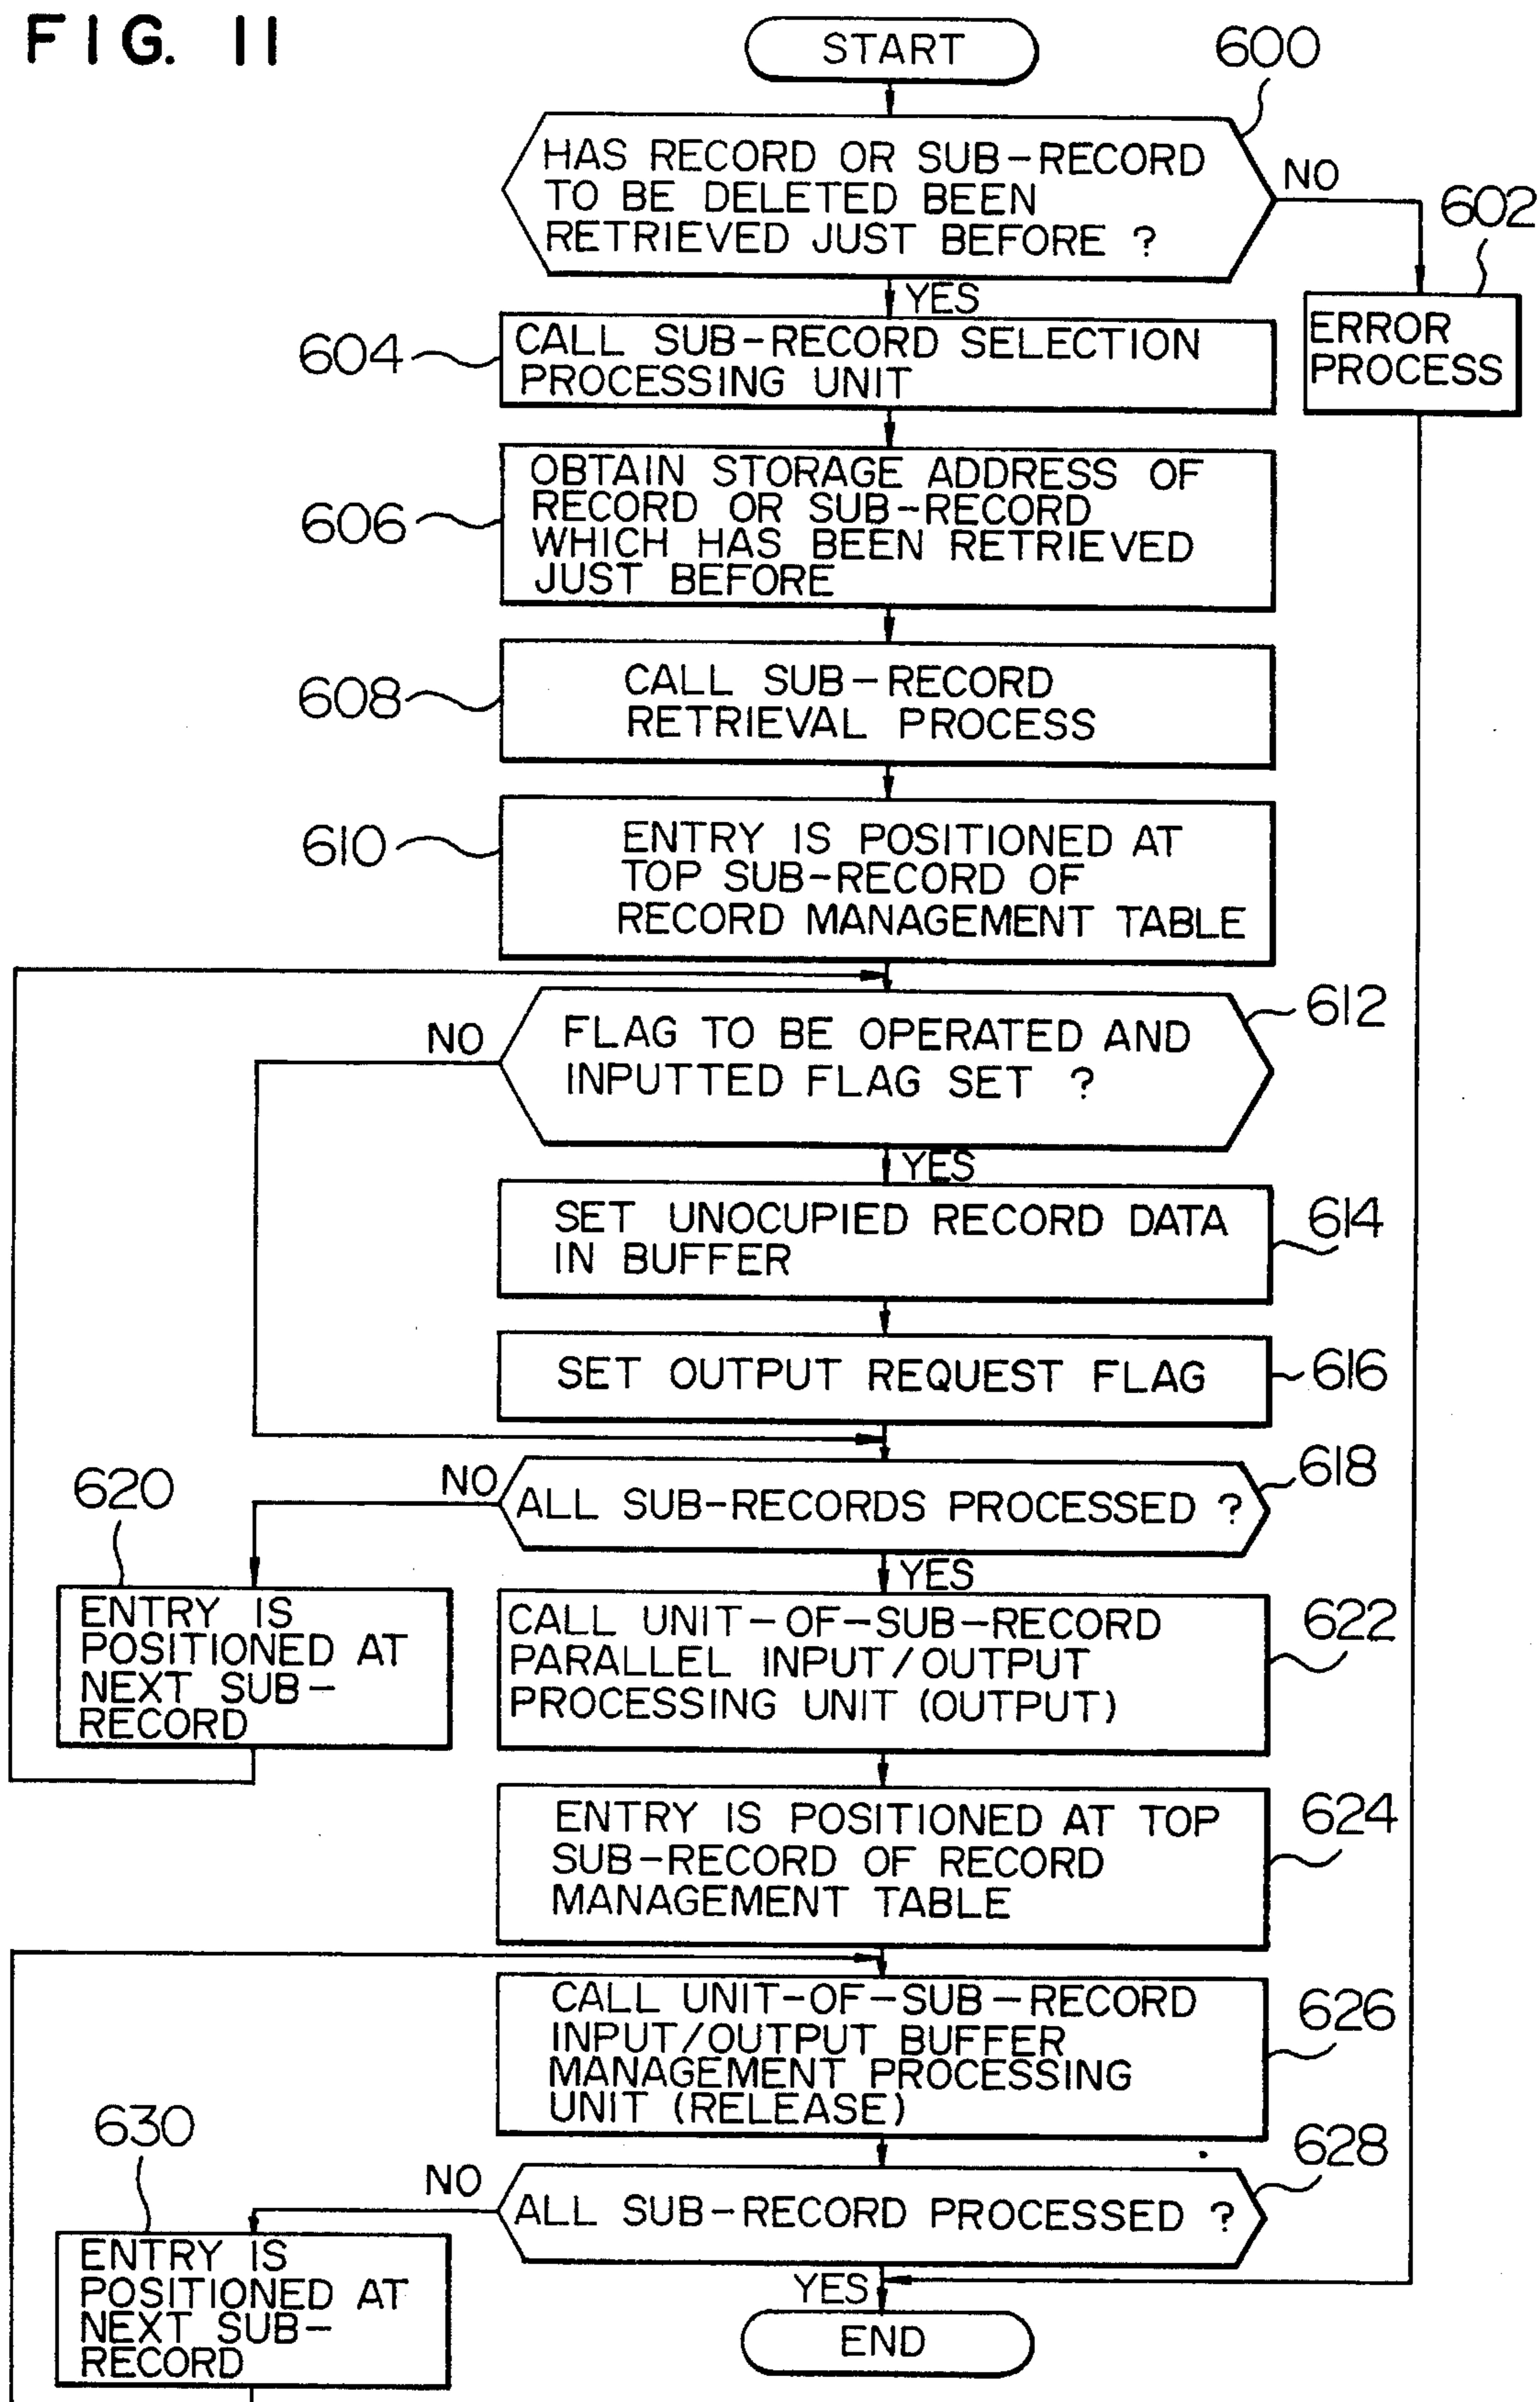 FIG. 11
START
600
HAS RECORD OR SUB-RECORD
TO BE DELETED BEEN
RETRIEVED JUST BEFORE ?
NO
602
YES
ERROR
PROCESS
604
CALL SUB-RECORD SELECTION
PROCESSING UNIT
606
OBTAIN STORAGE ADDRESS OF
RECORD OR SUB-RECORD
WHICH HAS BEEN RETRIEVED
JUST BEFORE
608
CALL SUB-RECORD
RETRIEVAL PROCESS
610
ENTRY IS POSITIONED AT
TOP SUB-RECORD OF
RECORD MANAGEMENT TABLE
612
NO
FLAG TO BE OPERATED AND
INPUTTED FLAG SET ?
YES
614
SET UNOCUPIED RECORD DATA
IN BUFFER
616
SET OUTPUT REQUEST FLAG
618
NO
ALL SUB-RECORDS PROCESSED ?
620
YES
ENTRY IS
POSITIONED AT
NEXT SUB-
RECORD
622
CALL UNIT-OF-SUB-RECORD
PARALLEL INPUT/OUTPUT
PROCESSING UNIT (OUTPUT)
624
ENTRY IS POSITIONED AT TOP
SUB-RECORD OF RECORD
MANAGEMENT TABLE
626
CALL UNIT-OF-SUB-RECORD
INPUT/OUTPUT BUFFER
MANAGEMENT PROCESSING
UNIT (RELEASE)
628
NO
ALL SUB-RECORD PROCESSED ?
630
ENTRY IS
POSITIONED AT
NEXT SUB-
RECORD
YES
END